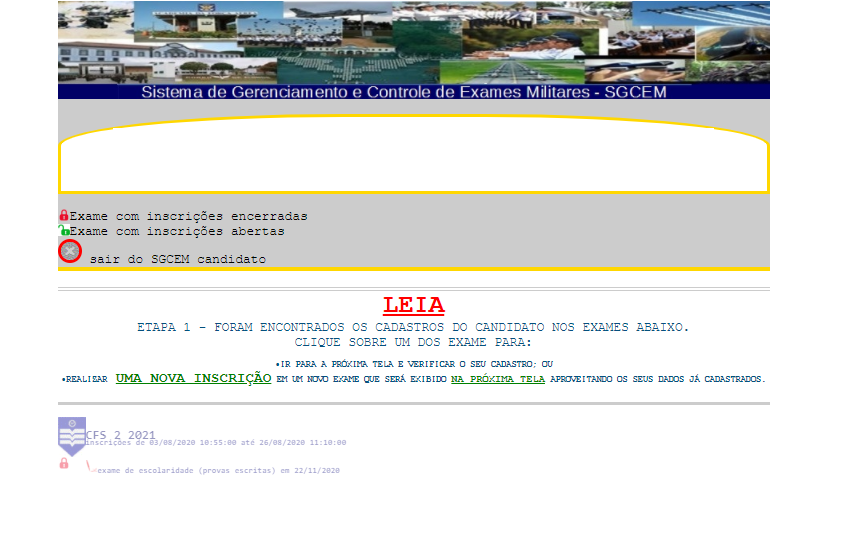 Sistema de Gerenciamento e Controle de Exames Militares - SGCEM
Exame com inscrições encerradas
Exame com inscrições abertas
sair do SGCEM candidato
LEIA
ETAPA 1 – FORAM ENCONTRADOS OS CADASTROS DO CANDIDATO NOS EXAMES ABAIXO.
CLIQUE SOBRE UM DOS EXAME PARA:
•IR PARA A PRÓXIMA TELA E VERIFICAR O SEU CADASTRO; OU
•REALIZAR UMA NOVA INSCRIÇÃO EM UM NOVO EXAME QUE SERÁ EXIBIDO NA PRÓXIMA TELA APROVEITANDO OS SEUS DADOS JÁ CADASTRADOS.
CFS 2 2021
inscrições de 03/08/2020 10:55:00 até 26/08/2020 11:10:00
exame de escolaridade (provas escritas) em 22/11/2020